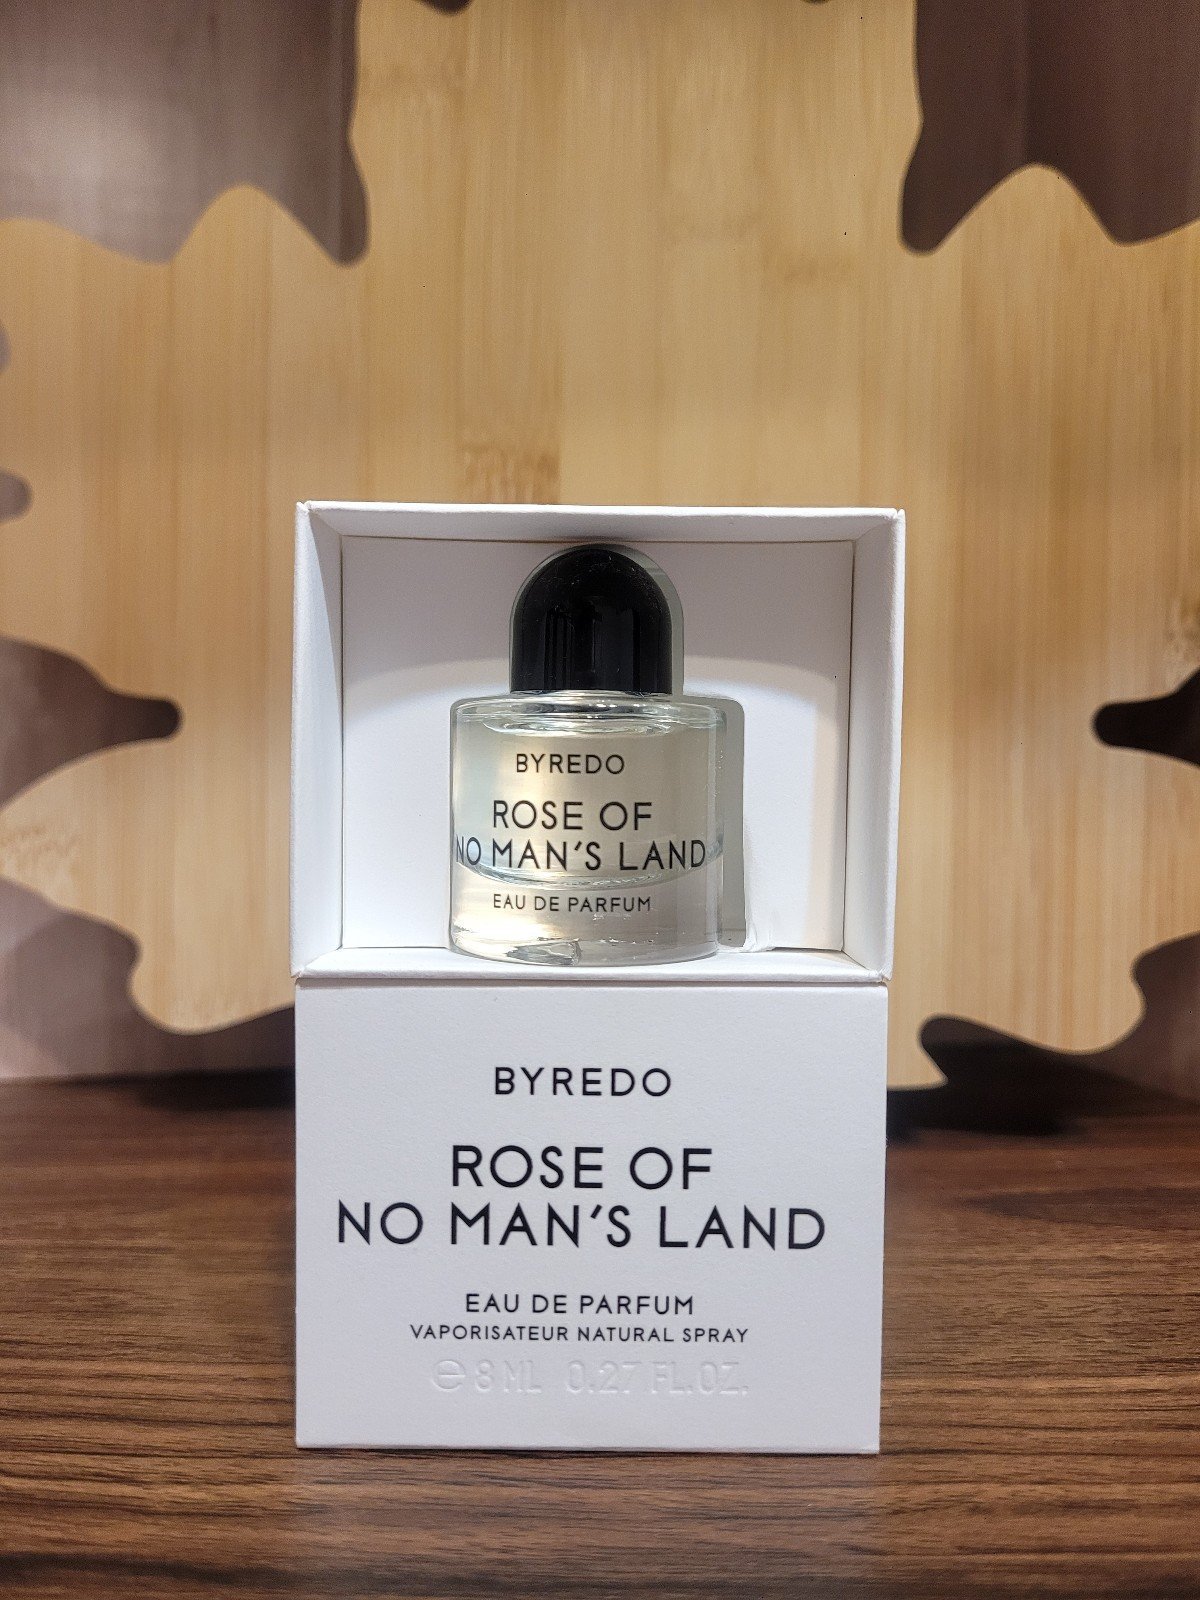 BYREDO
ROSE OF
NO MAN'S LAND
EAU DE PARFUM
BYREDO
ROSE OF
NO MAN'S LAND
EAU DE PARFUM
VAPORISATEUR NATURAL SPRAY
℮ 8 ML 0.27 FL.OZ.